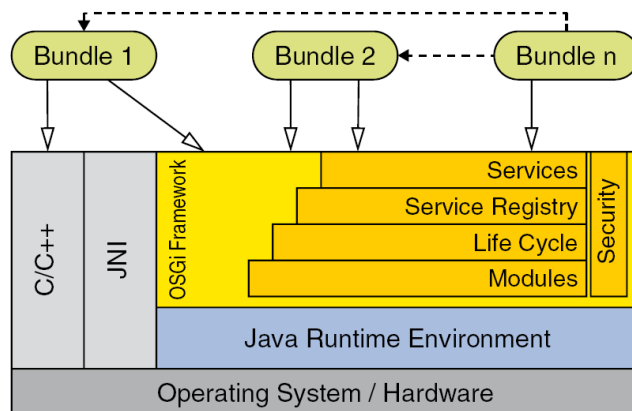 Bundle 1
Bundle 2
Bundle n
C/C++
JNI
OSGi Framework
Services
Service Registry
Life Cycle
Modules
Security
Java Runtime Environment
Operating System / Hardware